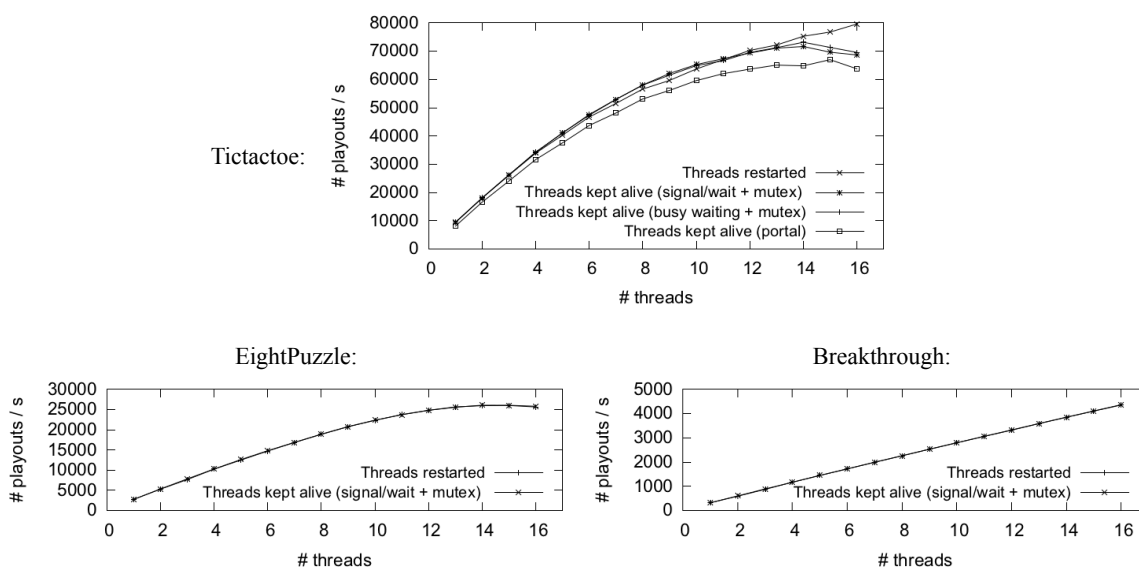 Tictactoe:
# playouts / s
80000
70000
60000
50000
40000
30000
20000
10000
0
Threads restarted
Threads kept alive (signal/wait + mutex)
Threads kept alive (busy waiting + mutex)
Threads kept alive (portal)
0 2 4 6 8 10 12 14 16
# threads
EightPuzzle:
# playouts / s
30000
25000
20000
15000
10000
5000
0
Threads restarted
Threads kept alive (signal/wait + mutex)
0 2 4 6 8 10 12 14 16
# threads
Breakthrough:
# playouts / s
5000
4000
3000
2000
1000
0
Threads restarted
Threads kept alive (signal/wait + mutex)
0 2 4 6 8 10 12 14 16
# threads